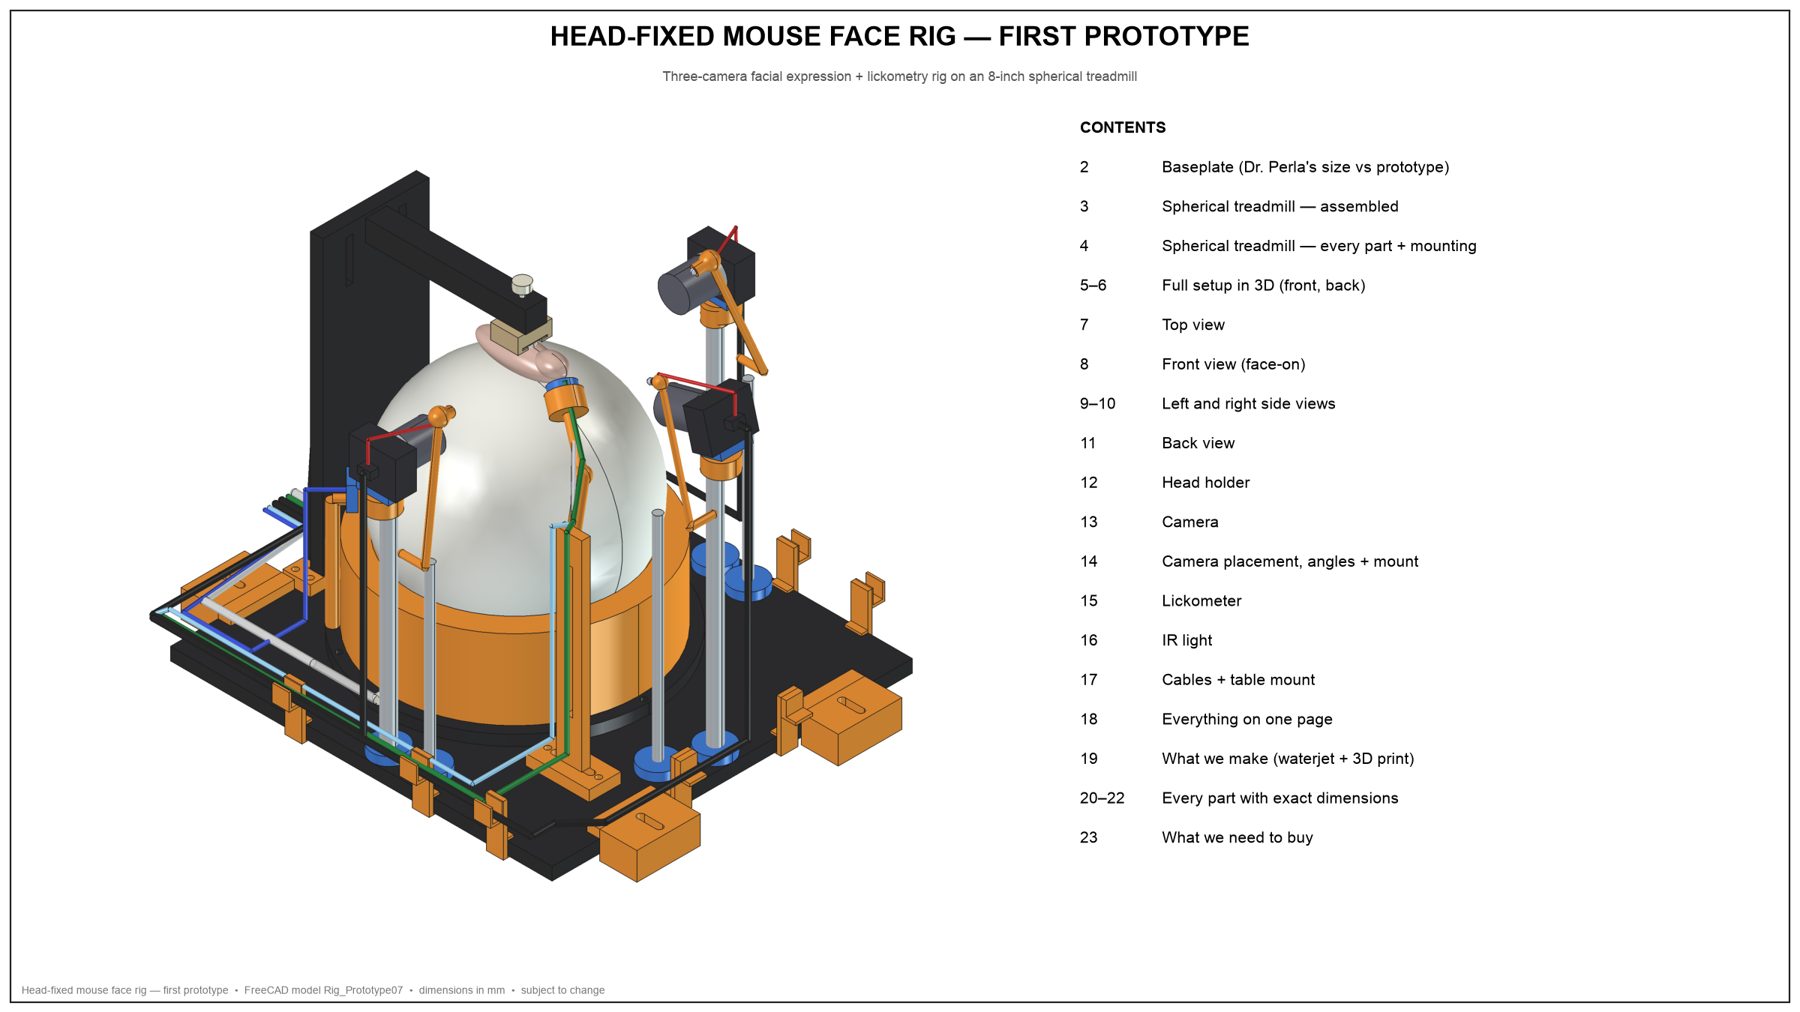 HEAD-FIXED MOUSE FACE RIG — FIRST PROTOTYPE
Three-camera facial expression + lickometry rig on an 8-inch spherical treadmill
CONTENTS
2 Baseplate (Dr. Perla's size vs prototype)
3 Spherical treadmill — assembled
4 Spherical treadmill — every part + mounting
5–6 Full setup in 3D (front, back)
7 Top view
8 Front view (face-on)
9–10 Left and right side views
11 Back view
12 Head holder
13 Camera
14 Camera placement, angles + mount
15 Lickometer
16 IR light
17 Cables + table mount
18 Everything on one page
19 What we make (waterjet + 3D print)
20–22 Every part with exact dimensions
23 What we need to buy
Head-fixed mouse face rig — first prototype • FreeCAD model Rig_Prototype07 • dimensions in mm • subject to change